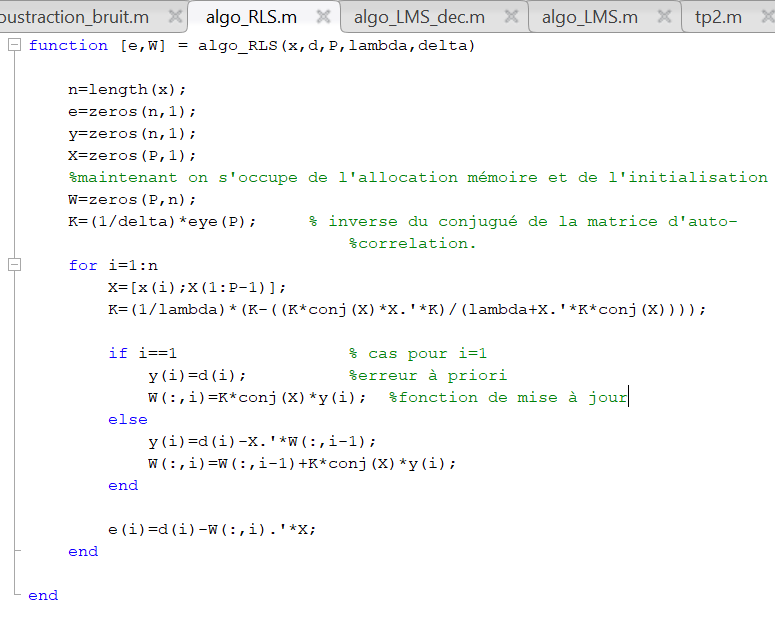 oustraction_bruit.m × algo_RLS.m × algo_LMS_dec.m × algo_LMS.m × tp2.m ×
function [e,W] = algo_RLS(x,d,P,lambda,delta)
n=length(x);
e=zeros(n,1);
y=zeros(n,1);
X=zeros(P,1);
%maintenant on s'occupe de l'allocation mémoire et de l'initialisation
W=zeros(P,n);
K=(1/delta)*eye(P); % inverse du conjugué de la matrice d'auto-
%correlation.
for i=1:n
X=[x(i);X(1:P-1)];
K=(1/lambda)*(K-((K*conj(X)*X.'*K)/(lambda+X.'*K*conj(X))));
if i==1 % cas pour i=1
y(i)=d(i); %erreur à priori
W(:,i)=K*conj(X)*y(i); %fonction de mise à jour
else
y(i)=d(i)-X.'*W(:,i-1);
W(:,i)=W(:,i-1)+K*conj(X)*y(i);
end
e(i)=d(i)-W(:,i).'*X;
end
end